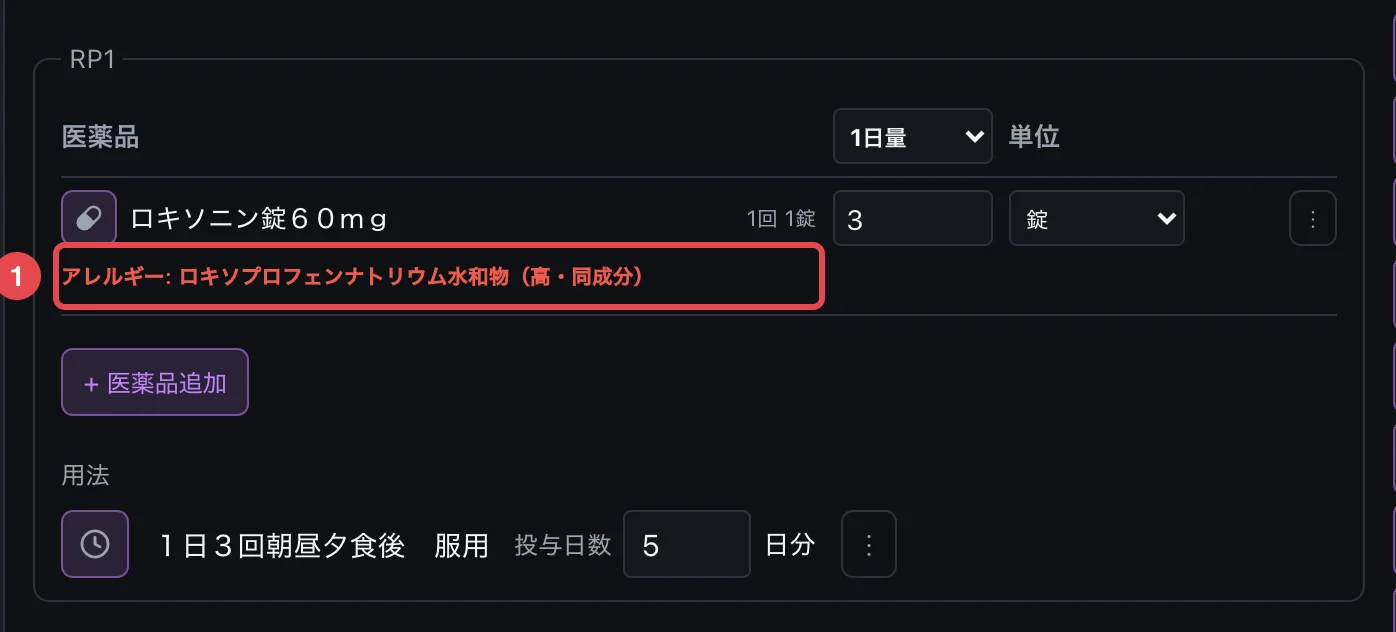 RP1
医薬品 1日量 単位
ロキソニン錠６０ｍｇ 1回 1錠 3 錠
1 アレルギー: ロキソプロフェンナトリウム水和物（高・同成分）
+ 医薬品追加
用法
１日３回朝昼夕食後　服用 投与日数 5 日分